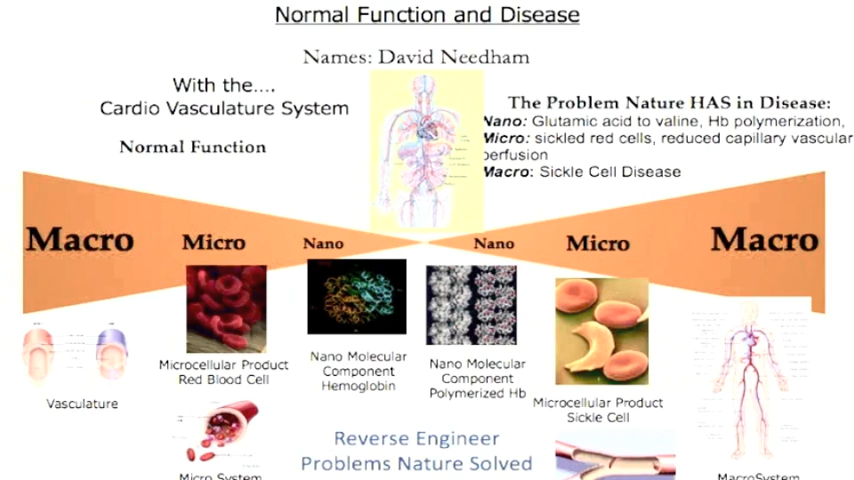 Normal Function and Disease
Names: David Needham
With the....
Cardio Vasculature System
Normal Function
The Problem Nature HAS in Disease:
Nano: Glutamic acid to valine, Hb polymerization,
Micro: sickled red cells, reduced capillary vascular
perfusion
Macro: Sickle Cell Disease
Macro Micro Nano Nano Micro Macro
Vasculature
Microcellular Product
Red Blood Cell
Nano Molecular
Component
Hemoglobin
Nano Molecular
Component
Polymerized Hb
Microcellular Product
Sickle Cell
Micro System
Reverse Engineer
Problems Nature Solved
MacroSystem